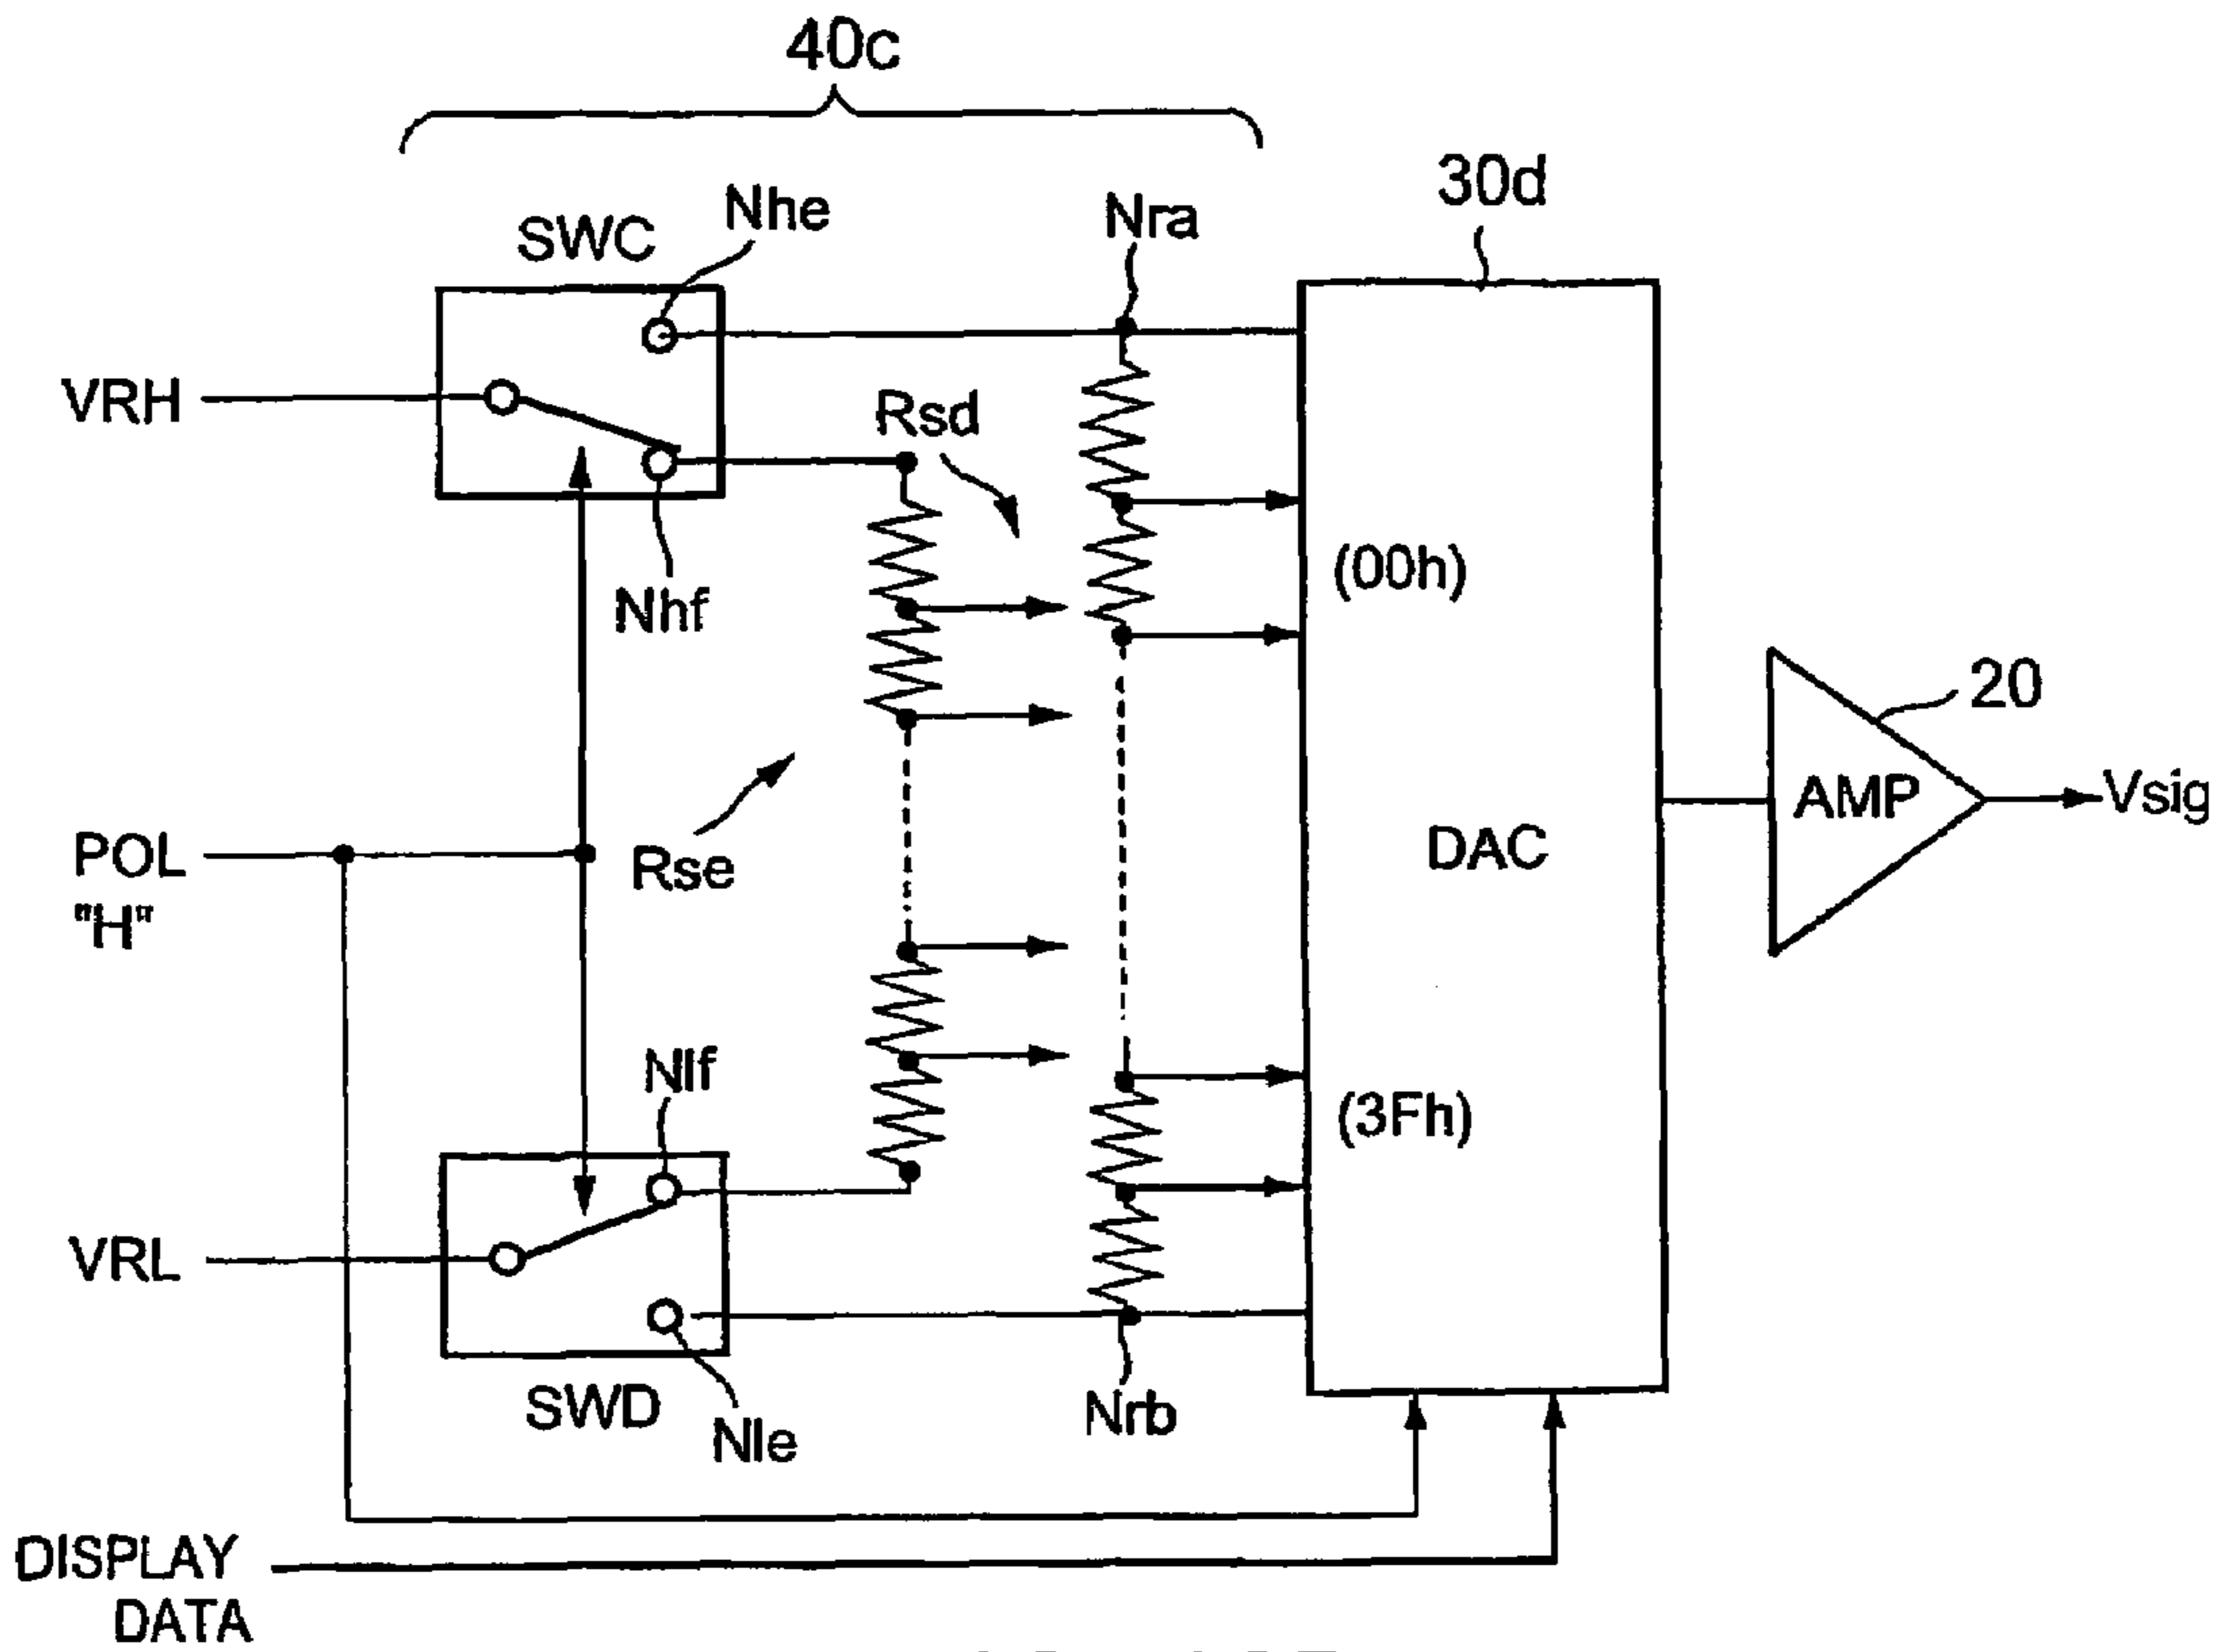 40c
30d
Nhe
Nra
SWC
VRH
Rsd
(00h)
Nhf
20
AMP
Vsig
POL
"H"
Rse
DAC
Nlf
(3Fh)
VRL
SWD
Nle
Nrb
DISPLAY
DATA